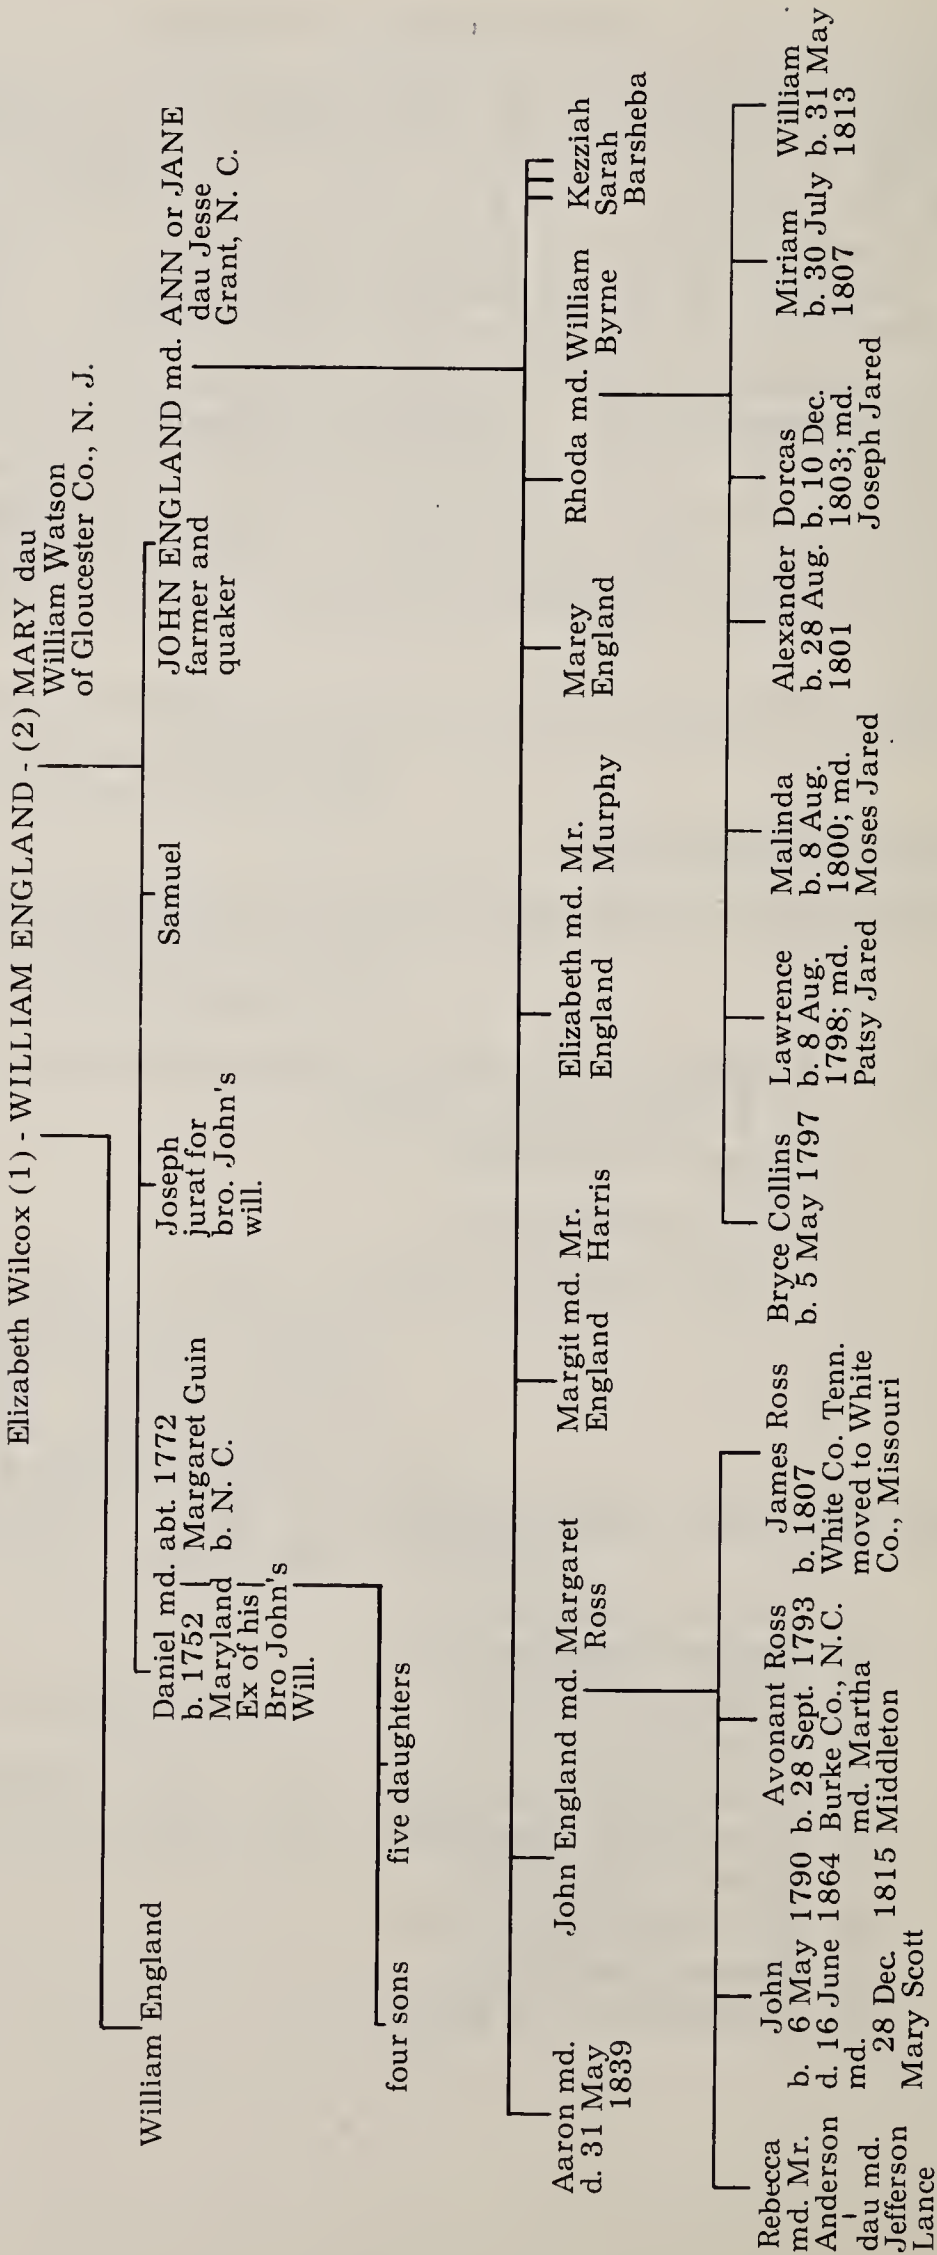 Elizabeth Wilcox (1) - WILLIAM ENGLAND - (2) MARY dau
William Watson
of Gloucester Co., N. J.
William England
Daniel md. abt. 1772
b. 1752 Margaret Guin
Maryland b. N. C.
Ex of his
Bro John's
Will.
Joseph
jurat for
bro. John's
will.
Samuel
JOHN ENGLAND md. ANN or JANE
farmer and dau Jesse
quaker Grant, N. C.
four sons five daughters
Aaron md.
d. 31 May
1839
John England md. Margaret
Ross
Margit md. Mr.
England Harris
Elizabeth md. Mr.
England Murphy
Marey
England
Rhoda md. William
Byrne
Kezziah
Sarah
Barsheba
Rebecca
md. Mr.
Anderson
dau md.
Jefferson
Lance
John
b. 6 May 1790
d. 16 June 1864
md.
28 Dec. 1815
Mary Scott
Avonant Ross
b. 28 Sept. 1793
Burke Co., N.C.
md. Martha
Middleton
James Ross
b. 1807
White Co. Tenn.
moved to White
Co., Missouri
Bryce Collins
b. 5 May 1797
Lawrence
b. 8 Aug.
1798; md.
Patsy Jared
Malinda
b. 8 Aug.
1800; md.
Moses Jared
Alexander
b. 28 Aug.
1801
Dorcas
b. 10 Dec.
1803; md.
Joseph Jared
Miriam
b. 30 July
1807
William
b. 31 May
1813